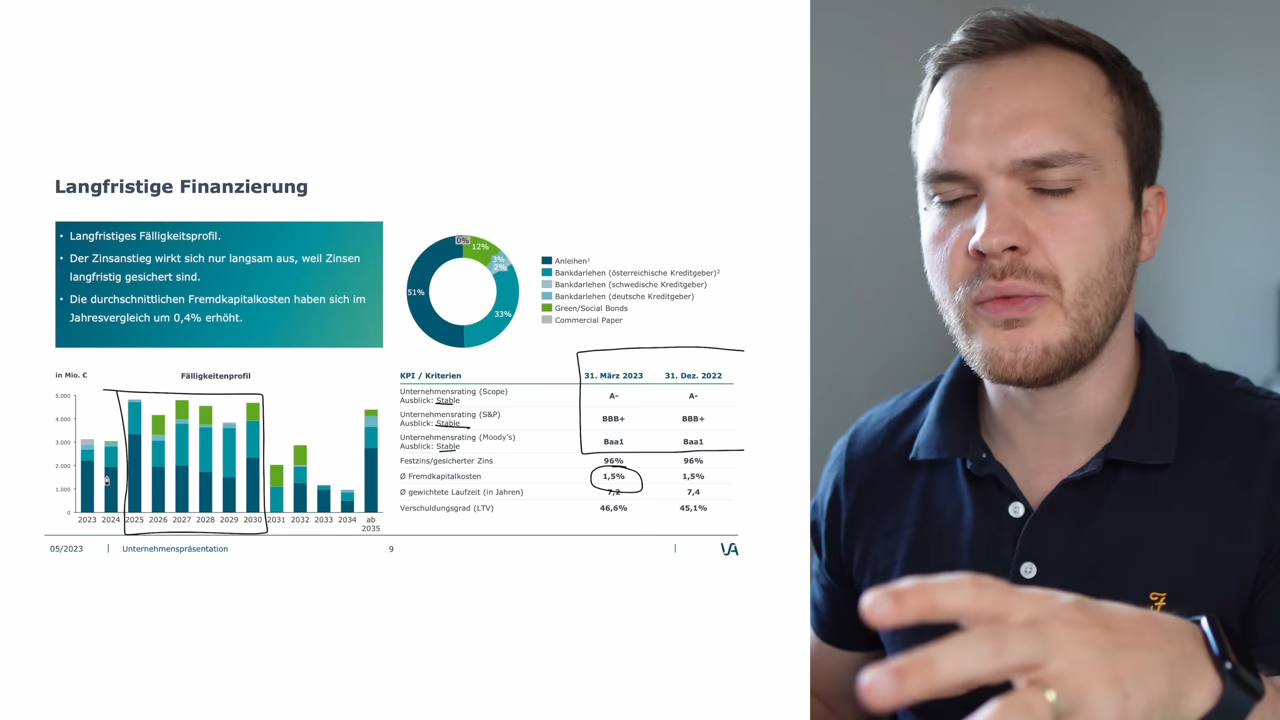 Langfristige Finanzierung
• Langfristiges Fälligkeitsprofil.
• Der Zinsanstieg wirkt sich nur langsam aus, weil Zinsen
langfristig gesichert sind.
• Die durchschnittlichen Fremdkapitalkosten haben sich im
Jahresvergleich um 0,4% erhöht.
0%
12%
3%
2%
51%
33%
Anleihen¹
Bankdarlehen (österreichische Kreditgeber)²
Bankdarlehen (schwedische Kreditgeber)
Bankdarlehen (deutsche Kreditgeber)
Green/Social Bonds
Commercial Paper
in Mio. €
Fälligkeitenprofil
5.000
4.000
3.000
2.000
1.000
0
2023 2024 2025 2026 2027 2028 2029 2030 2031 2032 2033 2034 ab
2035
KPI / Kriterien 31. März 2023 31. Dez. 2022
Unternehmensrating (Scope)
Ausblick: Stable A- A-
Unternehmensrating (S&P)
Ausblick: Stable BBB+ BBB+
Unternehmensrating (Moody's)
Ausblick: Stable Baa1 Baa1
Festzins/gesicherter Zins 96% 96%
Ø Fremdkapitalkosten 1,5% 1,5%
Ø gewichtete Laufzeit (in Jahren) 7,2 7,4
Verschuldungsgrad (LTV) 46,6% 45,1%
05/2023 | Unternehmenspräsentation 9 |